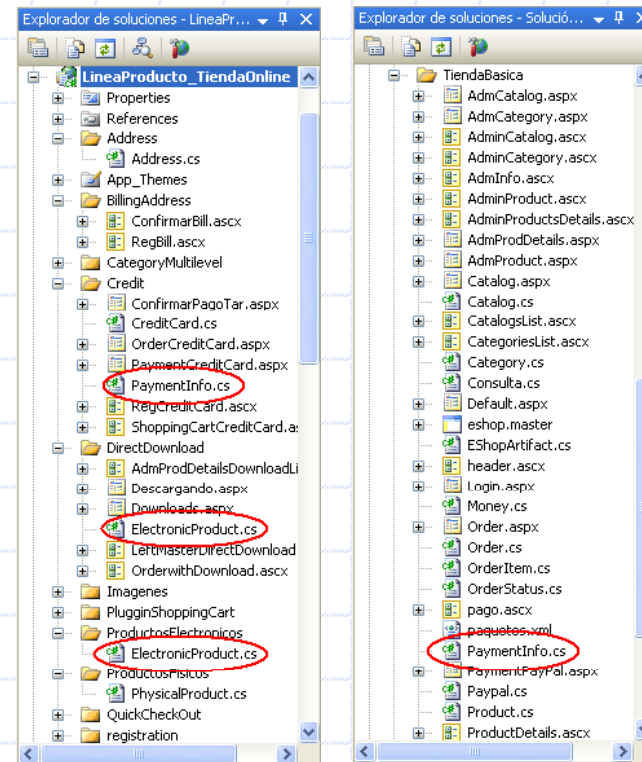 Explorador de soluciones - LineaPr...
LineaProducto_TiendaOnline
Properties
References
Address
Address.cs
App_Themes
BillingAddress
ConfirmarBill.ascx
RegBill.ascx
CategoryMultilevel
Credit
ConfirmarPagoTar.aspx
CreditCard.cs
OrderCreditCard.aspx
PaymentCreditCard.aspx
PaymentInfo.cs
RegCreditCard.ascx
ShoppingCartCreditCard.a
DirectDownload
AdmProdDetailsDownloadLi
Descargando.aspx
Downloads.aspx
ElectronicProduct.cs
LeftMasterDirectDownload
OrderwithDownload.ascx
Imagenes
PlugginShoppingCart
ProductosElectronicos
ElectronicProduct.cs
ProductosFisicos
PhysicalProduct.cs
QuickCheckOut
registration
Explorador de soluciones - Solució...
TiendaBasica
AdmCatalog.aspx
AdmCategory.aspx
AdminCatalog.ascx
AdminCategory.ascx
AdmInfo.ascx
AdminProduct.ascx
AdminProductsDetails.ascx
AdmProdDetails.aspx
AdmProduct.aspx
Catalog.aspx
Catalog.cs
CatalogsList.ascx
CategoriesList.ascx
Category.cs
Consulta.cs
Default.aspx
eshop.master
EShopArtifact.cs
header.ascx
Login.aspx
Money.cs
Order.aspx
Order.cs
OrderItem.cs
OrderStatus.cs
pago.ascx
paquotos.xml
PaymentInfo.cs
PaymentPayPal.aspx
Paypal.cs
Product.cs
ProductDetails.ascx